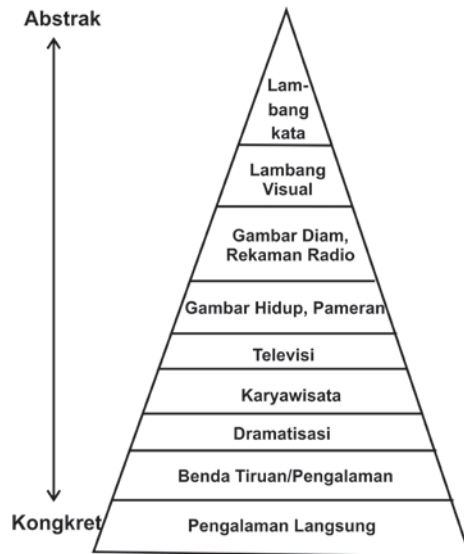 Abstrak
Lam-
bang
kata
Lambang
Visual
Gambar Diam,
Rekaman Radio
Gambar Hidup, Pameran
Televisi
Karyawisata
Dramatisasi
Benda Tiruan/Pengalaman
Kongkret
Pengalaman Langsung